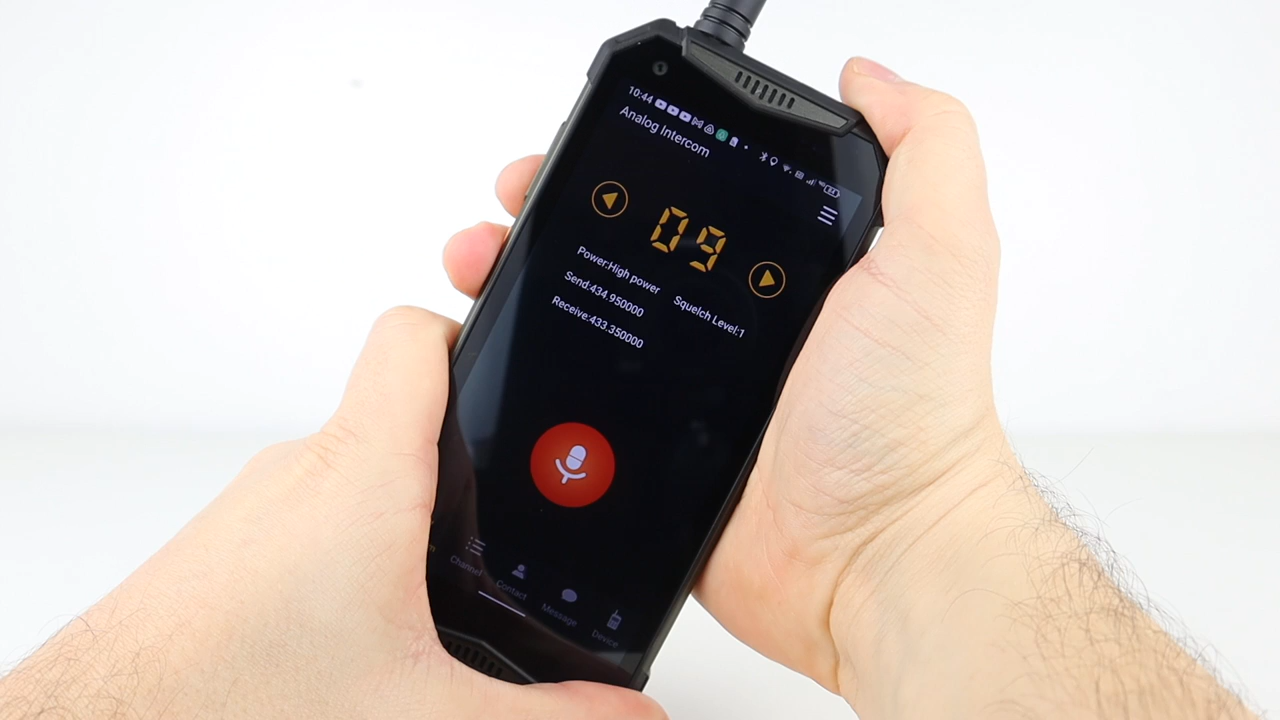 10:44
Analog Intercom
09
Power:High power
Send:434.950000
Squelch Level:1
Receive:433.350000
Channel
Contact
Message
Device